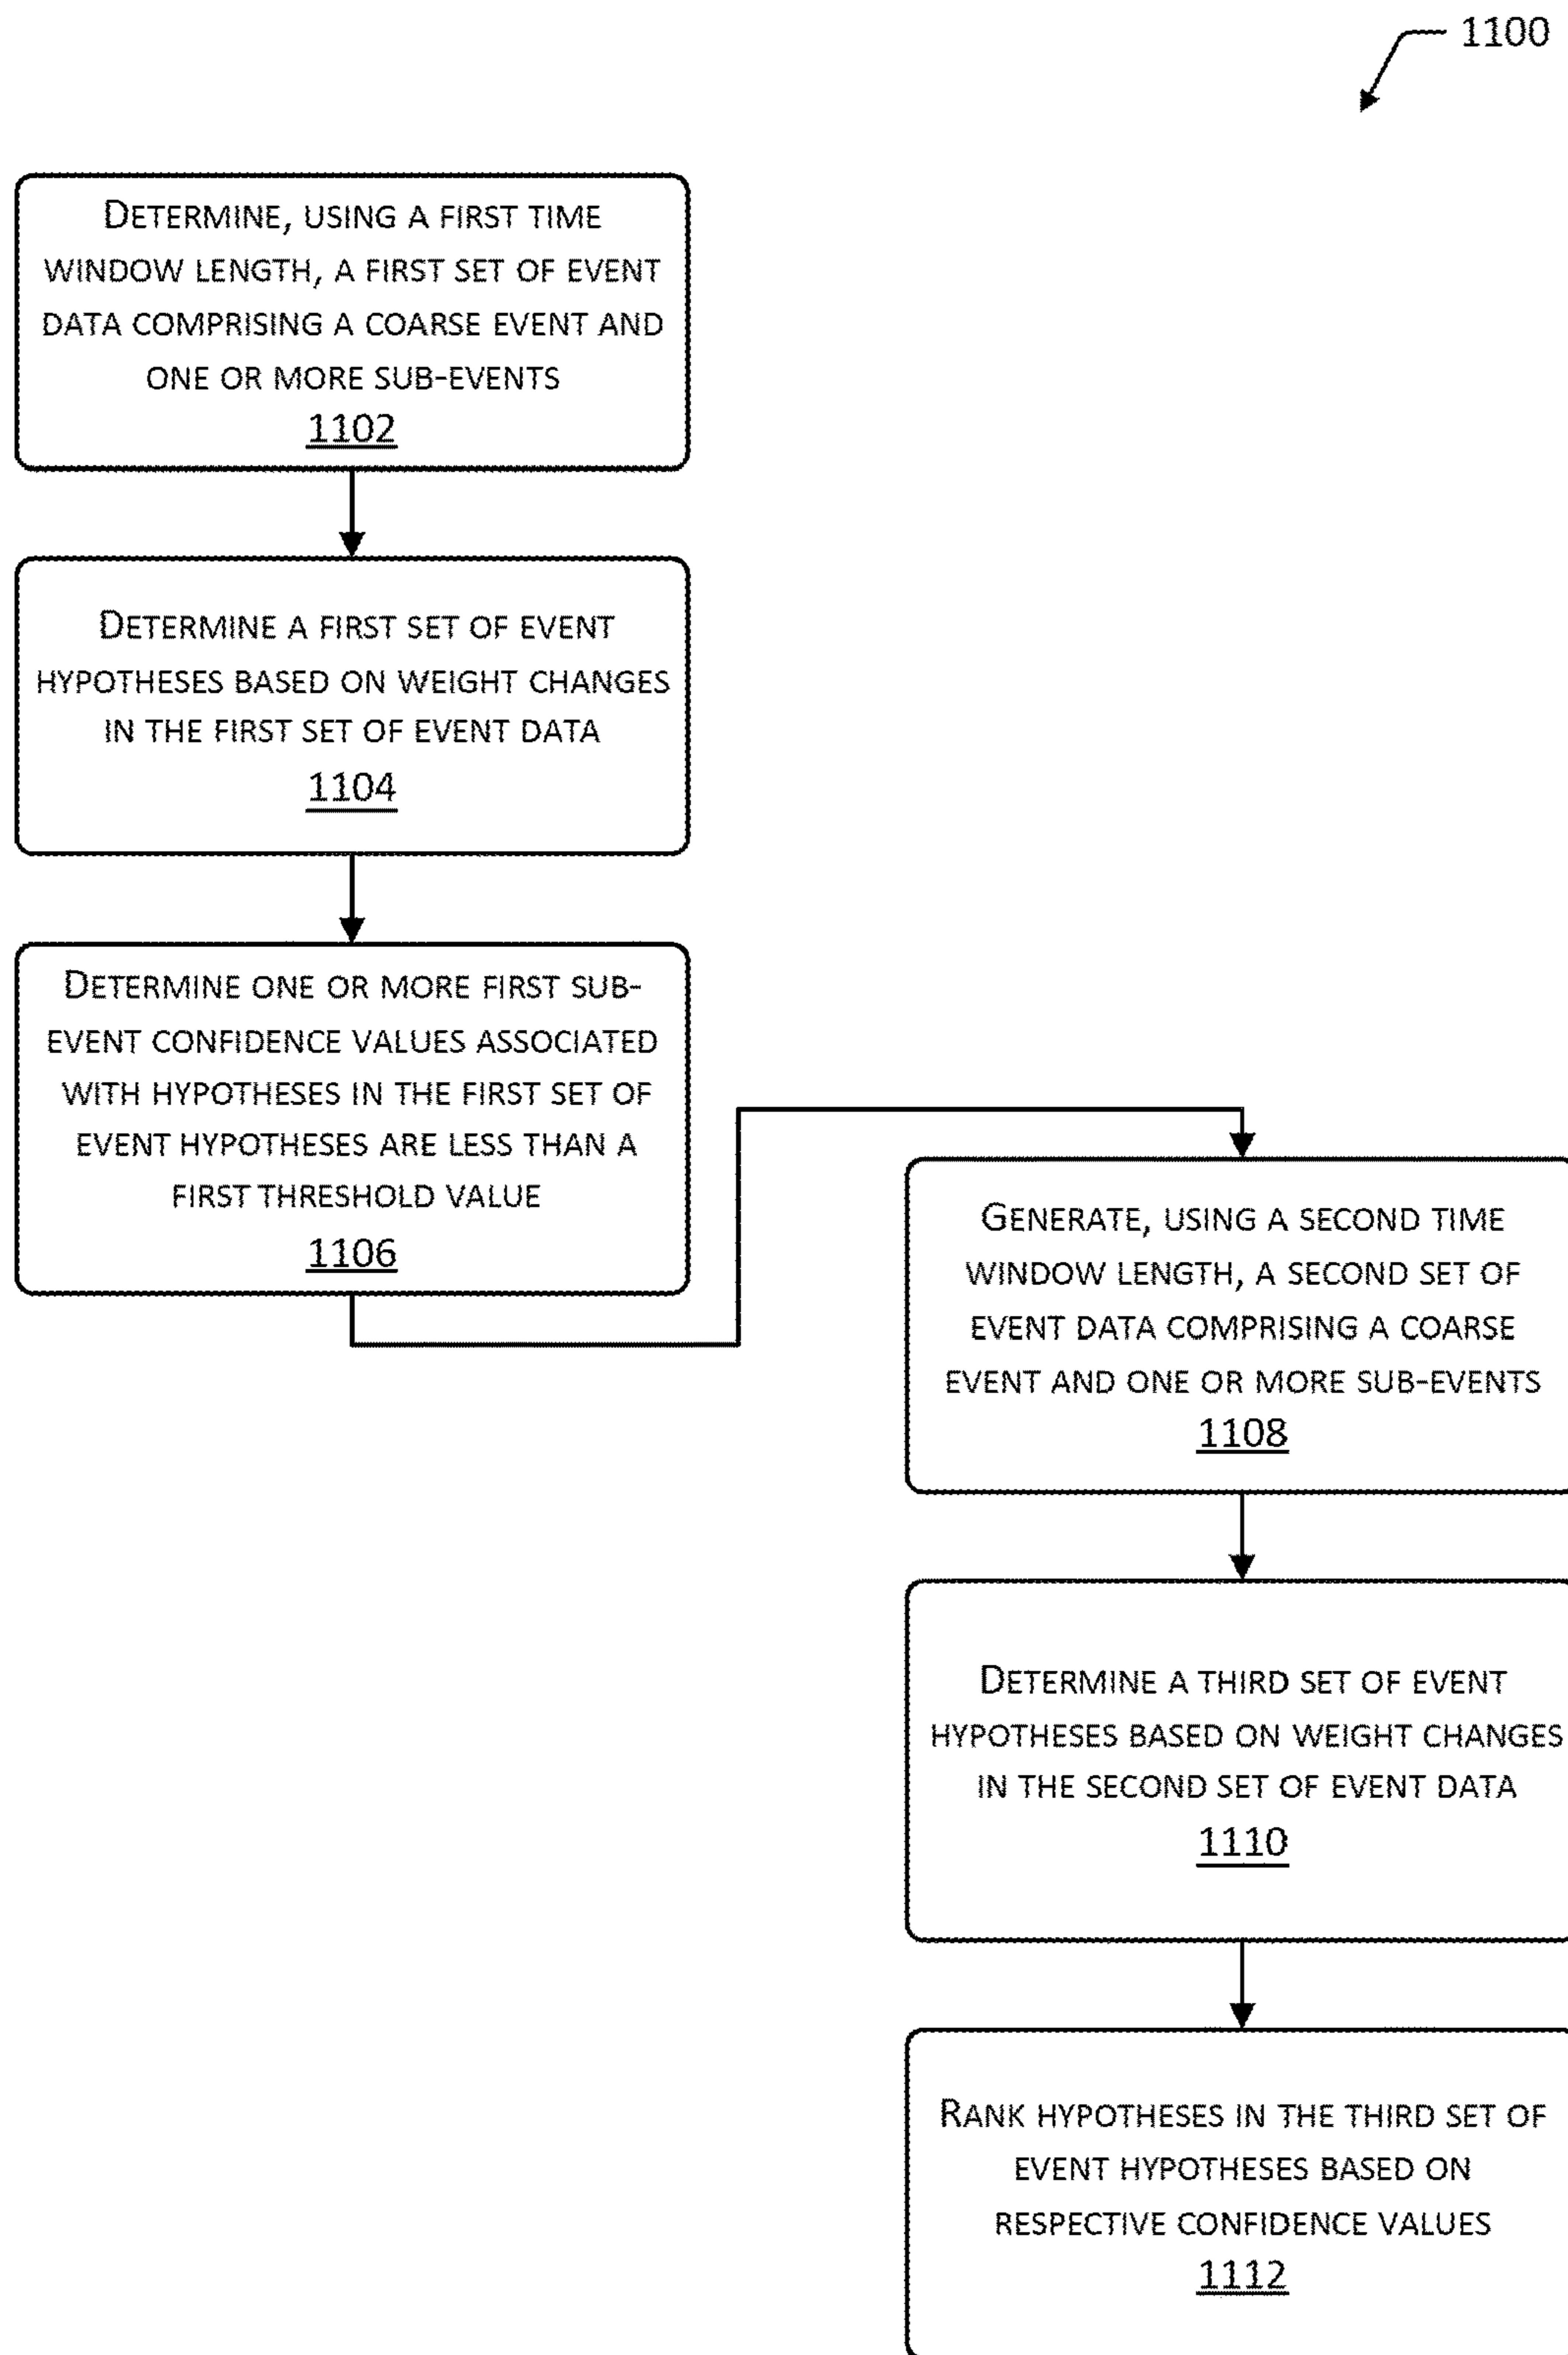 1100
DETERMINE, USING A FIRST TIME
WINDOW LENGTH, A FIRST SET OF EVENT
DATA COMPRISING A COARSE EVENT AND
ONE OR MORE SUB-EVENTS
1102
DETERMINE A FIRST SET OF EVENT
HYPOTHESES BASED ON WEIGHT CHANGES
IN THE FIRST SET OF EVENT DATA
1104
DETERMINE ONE OR MORE FIRST SUB-
EVENT CONFIDENCE VALUES ASSOCIATED
WITH HYPOTHESES IN THE FIRST SET OF
EVENT HYPOTHESES ARE LESS THAN A
FIRST THRESHOLD VALUE
1106
GENERATE, USING A SECOND TIME
WINDOW LENGTH, A SECOND SET OF
EVENT DATA COMPRISING A COARSE
EVENT AND ONE OR MORE SUB-EVENTS
1108
DETERMINE A THIRD SET OF EVENT
HYPOTHESES BASED ON WEIGHT CHANGES
IN THE SECOND SET OF EVENT DATA
1110
RANK HYPOTHESES IN THE THIRD SET OF
EVENT HYPOTHESES BASED ON
RESPECTIVE CONFIDENCE VALUES
1112